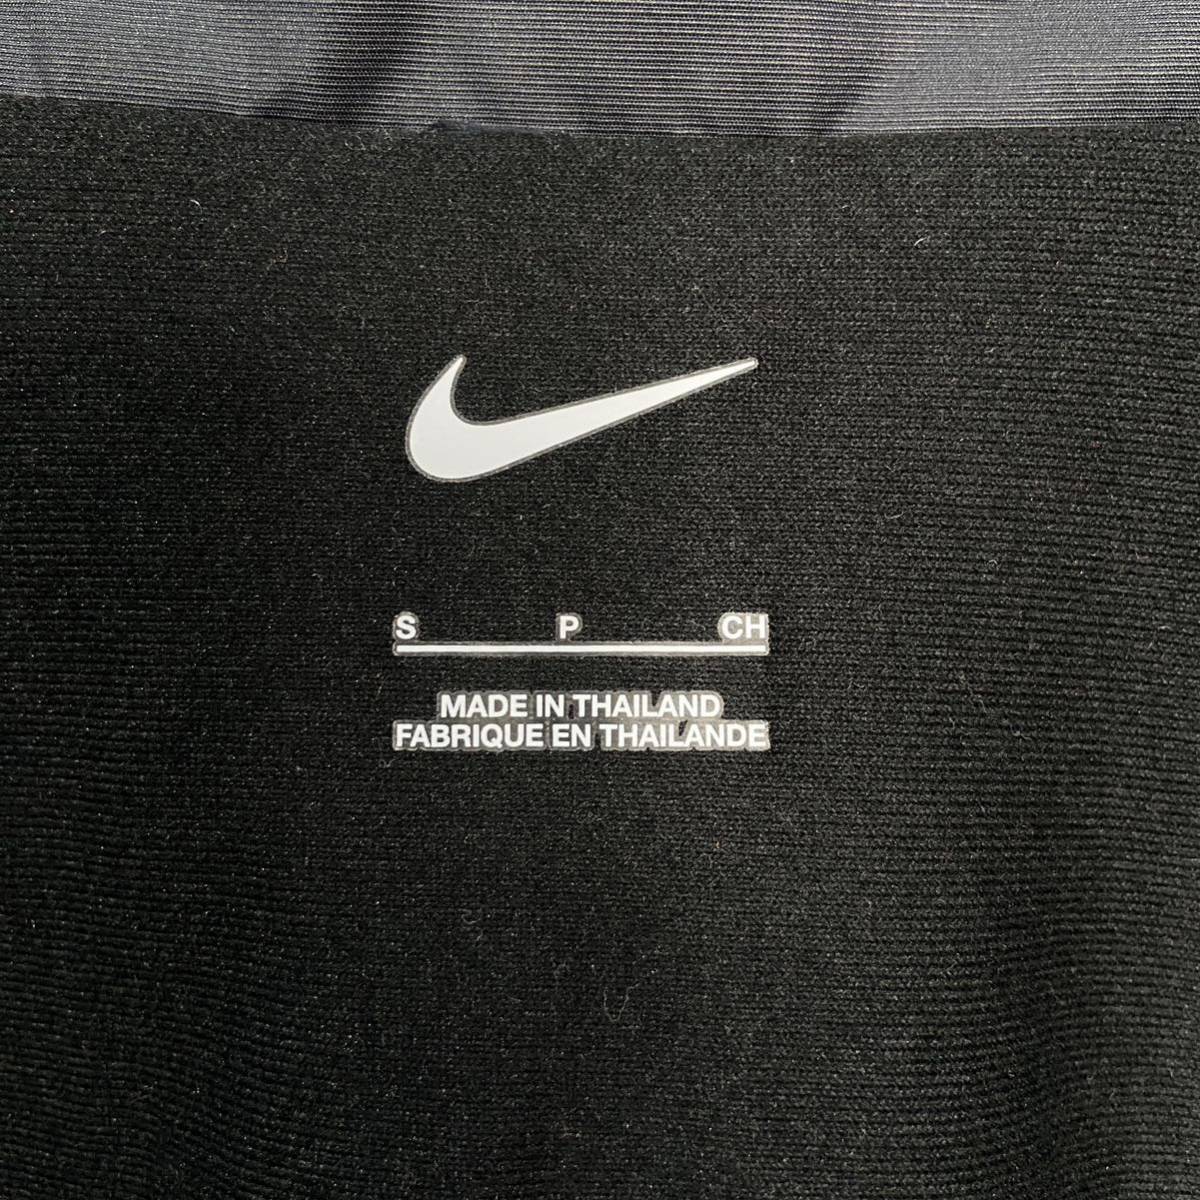 S P CH
MADE IN THAILAND
FABRIQUE EN THAILANDE